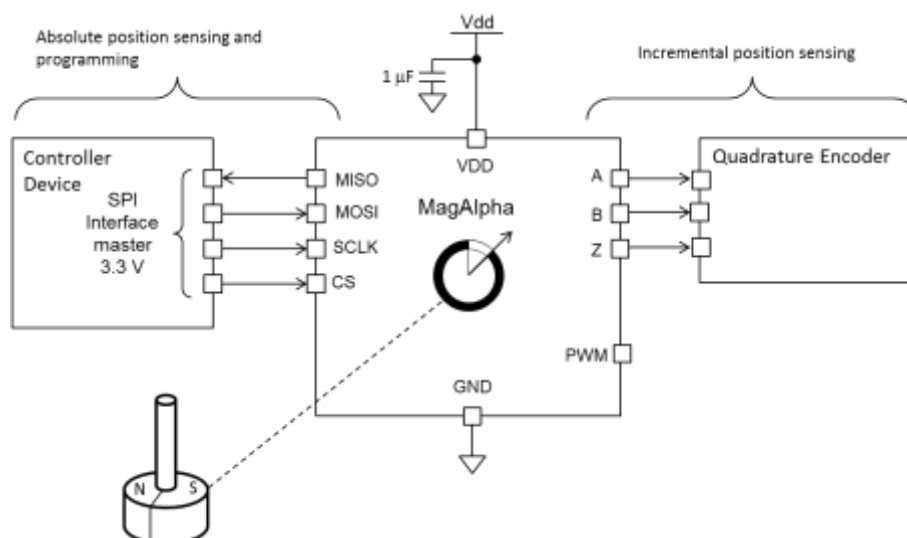 Absolute position sensing and
programming
Vdd
1 μF
Incremental position sensing
Controller
Device
SPI
Interface
master
3.3 V
MISO
MOSI
SCLK
CS
VDD
MagAlpha
GND
A
B
Z
PWM
Quadrature Encoder
N S